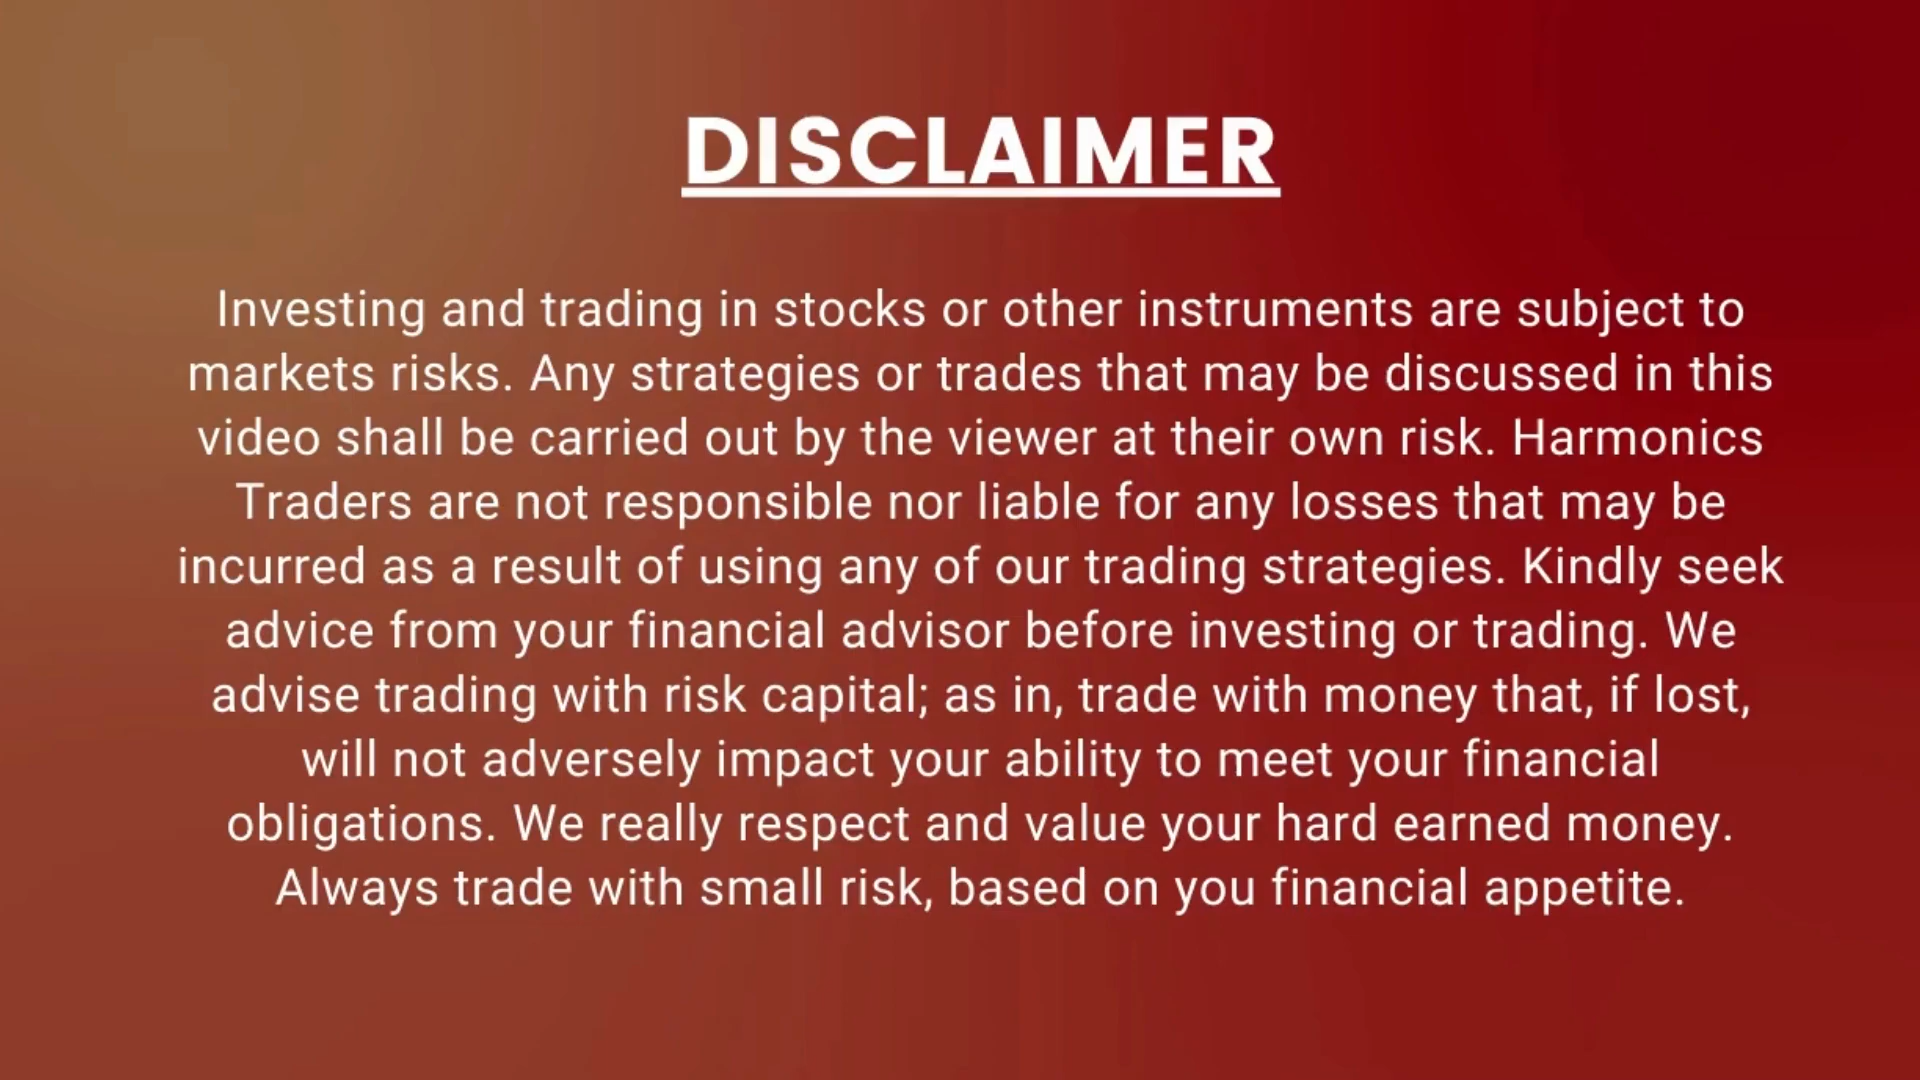 DISCLAIMER
Investing and trading in stocks or other instruments are subject to
markets risks. Any strategies or trades that may be discussed in this
video shall be carried out by the viewer at their own risk. Harmonics
Traders are not responsible nor liable for any losses that may be
incurred as a result of using any of our trading strategies. Kindly seek
advice from your financial advisor before investing or trading. We
advise trading with risk capital; as in, trade with money that, if lost,
will not adversely impact your ability to meet your financial
obligations. We really respect and value your hard earned money.
Always trade with small risk, based on you financial appetite.